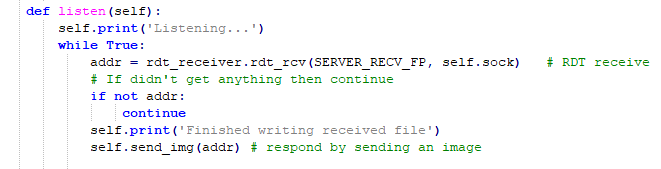 def listen(self):
    self.print('Listening...')
    while True:
        addr = rdt_receiver.rdt_rcv(SERVER_RECV_FP, self.sock)   # RDT receive
        # If didn't get anything then continue
        if not addr:
            continue
        self.print('Finished writing received file')
        self.send_img(addr) # respond by sending an image